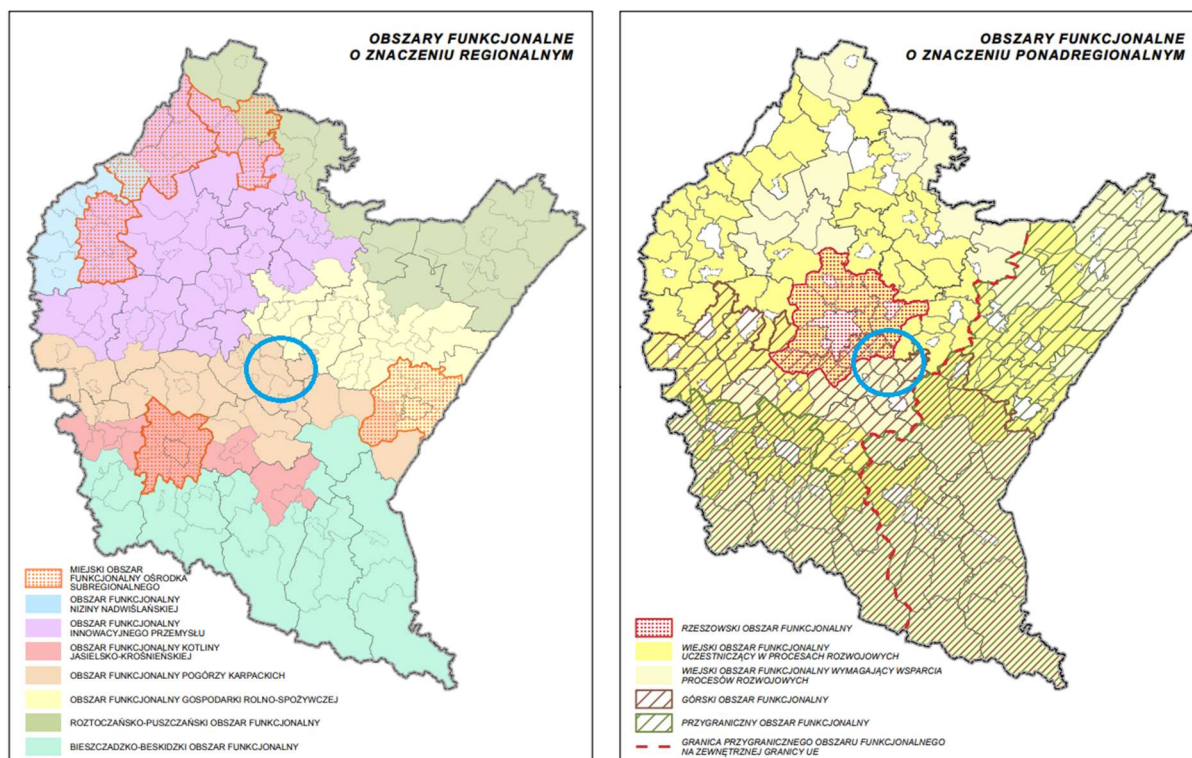 OBSZARY FUNKCJONALNE
O ZNACZENIU REGIONALNYM
MIEJSKI OBSZAR
FUNKCJONALNY OŚRODKA
SUBREGIONALNEGO
OBSZAR FUNKCJONALNY
NIZINY NADWIŚLAŃSKIEJ
OBSZAR FUNKCJONALNY
INNOWACYJNEGO PRZEMYSŁU
OBSZAR FUNKCJONALNY KOTLINY
JASIELSKO-KROŚNIEŃSKIEJ
OBSZAR FUNKCJONALNY POGÓRZY KARPACKICH
OBSZAR FUNKCJONALNY GOSPODARKI ROLNO-SPOŻYWCZEJ
ROZTOCZAŃSKO-PUSZCZAŃSKI OBSZAR FUNKCJONALNY
BIESZCZADZKO-BESKIDZKI OBSZAR FUNKCJONALNY
OBSZARY FUNKCJONALNE
O ZNACZENIU PONADREGIONALNYM
RZESZOWSKI OBSZAR FUNKCJONALNY
WIEJSKI OBSZAR FUNKCJONALNY
UCZESTNICZĄCY W PROCESACH ROZWOJOWYCH
WIEJSKI OBSZAR FUNKCJONALNY WYMAGAJĄCY WSPARCIA
PROCESÓW ROZWOJOWYCH
GÓRSKI OBSZAR FUNKCJONALNY
PRZYGRANICZNY OBSZAR FUNKCJONALNY
GRANICA PRZYGRANICZNEGO OBSZARU FUNKCJONALNEGO
NA ZEWNĘTRZNEJ GRANICY UE